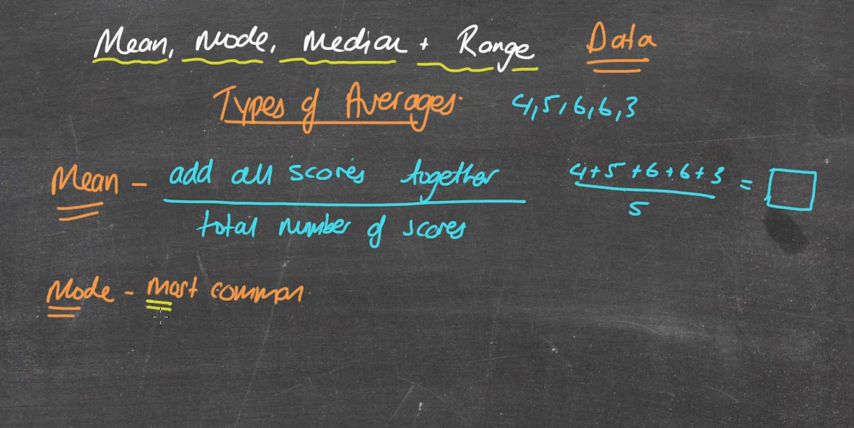 Mean, Mode, Median + Range Data
Types of Averages. 4,5,6,6,3
Mean - add all scores together
total number of scores
4+5+6+6+3
5
=
Mode - Most common